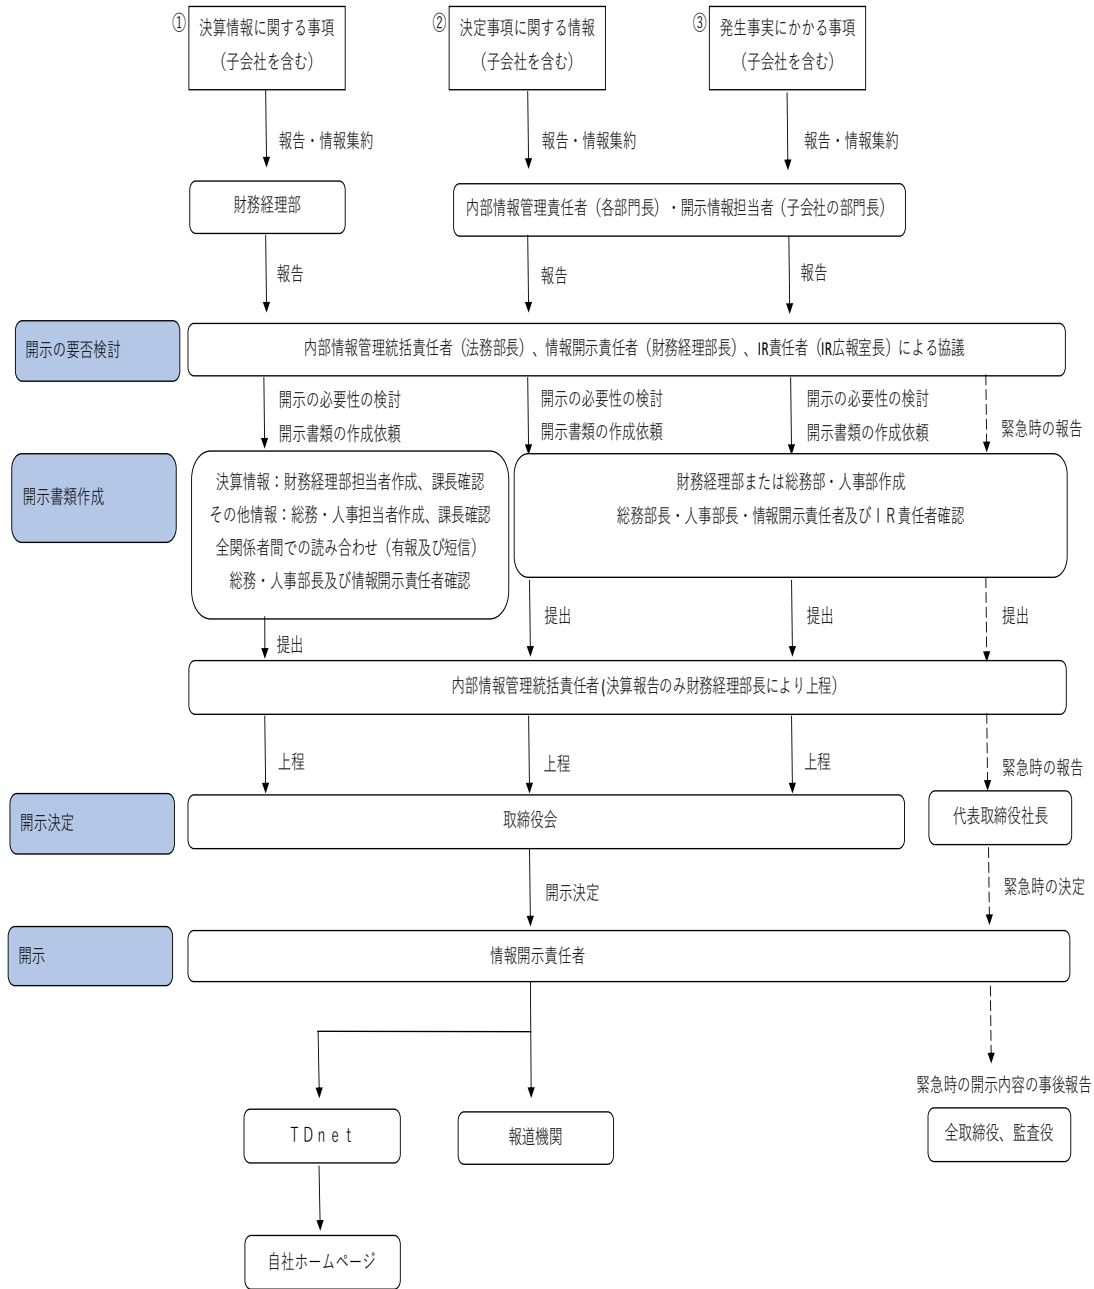 ①
決算情報に関する事項
（子会社を含む）
②
決定事項に関する情報
（子会社を含む）
③
発生事実にかかる事項
（子会社を含む）
報告・情報集約
報告・情報集約
報告・情報集約
財務経理部
内部情報管理責任者（各部門長）・開示情報担当者（子会社の部門長）
報告
報告
報告
開示の要否検討
内部情報管理統括責任者（法務部長）、情報開示責任者（財務経理部長）、IR責任者（IR広報室長）による協議
開示の必要性の検討
開示書類の作成依頼
開示の必要性の検討
開示書類の作成依頼
開示の必要性の検討
開示書類の作成依頼
緊急時の報告
開示書類作成
決算情報：財務経理部担当者作成、課長確認
その他情報：総務・人事担当者作成、課長確認
全関係者間での読み合わせ（有報及び短信）
総務・人事部長及び情報開示責任者確認
財務経理部または総務部・人事部作成
総務部長・人事部長・情報開示責任者及びＩＲ責任者確認
提出
提出
提出
提出
内部情報管理統括責任者(決算報告のみ財務経理部長により上程)
上程
上程
上程
緊急時の報告
開示決定
取締役会
代表取締役社長
開示決定
緊急時の決定
開示
情報開示責任者
緊急時の開示内容の事後報告
ＴＤｎｅｔ
報道機関
全取締役、監査役
自社ホームページ